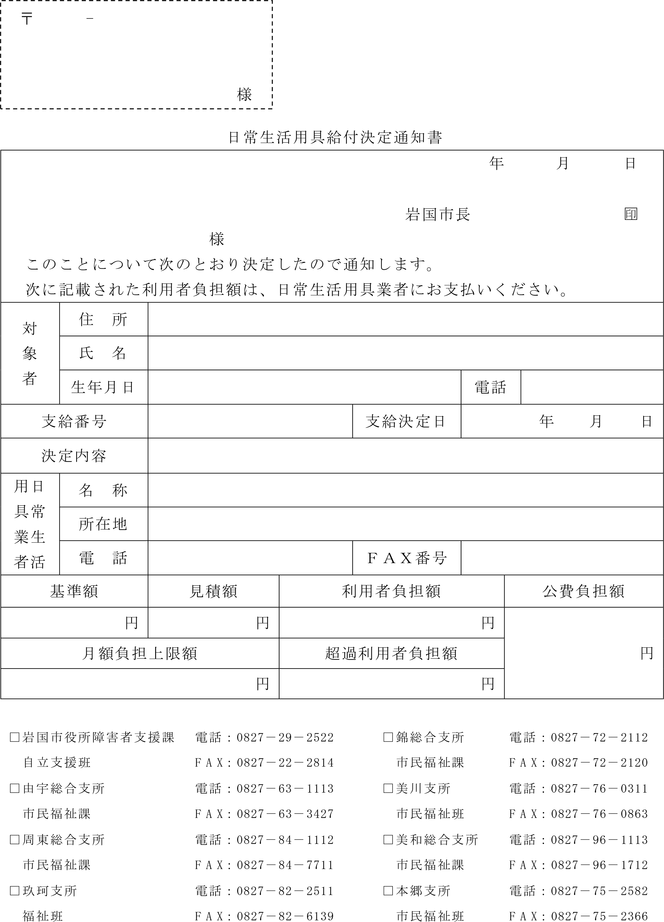 〒　　　－
様
日常生活用具給付決定通知書
年　　　月　　　日
岩国市長　　　印
様
このことについて次のとおり決定したので通知します。
次に記載された利用者負担額は、日常生活用具業者にお支払いください。
対象者
住　所
氏　名
生年月日　電話
支給番号　支給決定日　年　　月　　日
決定内容
日常生活用具業者
名　称
所在地
電　話　ＦＡＸ番号
基準額　見積額　利用者負担額　公費負担額
円　円　円　円
月額負担上限額　超過利用者負担額
円　円
□岩国市役所障害者支援課　電話：0827－29－2522　□錦総合支所　電話：0827－72－2112
自立支援班　ＦＡＸ：0827－22－2814　市民福祉課　ＦＡＸ：0827－72－2120
□由宇総合支所　電話：0827－63－1113　□美川支所　電話：0827－76－0311
市民福祉課　ＦＡＸ：0827－63－3427　市民福祉班　ＦＡＸ：0827－76－0863
□周東総合支所　電話：0827－84－1112　□美和総合支所　電話：0827－96－1113
市民福祉課　ＦＡＸ：0827－84－7711　市民福祉課　ＦＡＸ：0827－96－1712
□玖珂支所　電話：0827－82－2511　□本郷支所　電話：0827－75－2582
福祉班　ＦＡＸ：0827－82－6139　市民福祉班　ＦＡＸ：0827－75－2366